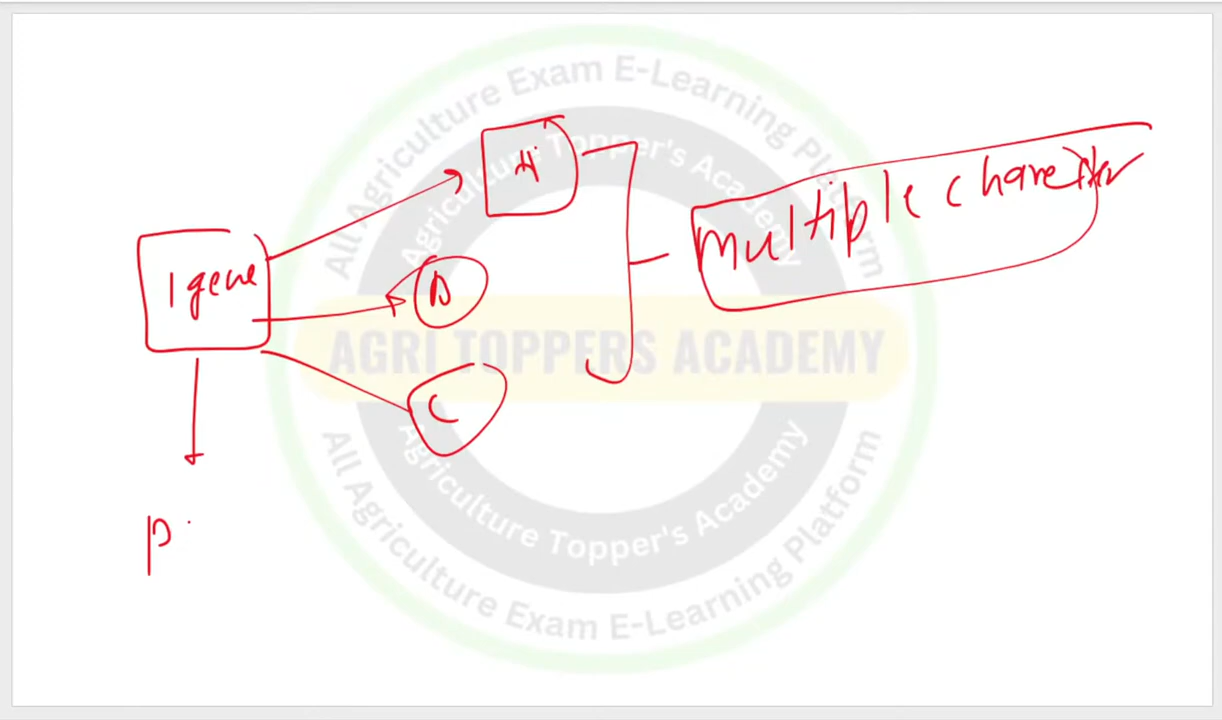 All Agriculture Exam E-Learning Platform
Agriculture Topper's Academy
A
1 gene
B
multiple character
AGRI TOPPERS ACADEMY
C
Agriculture Topper's Academy
All Agriculture Exam E-Learning Platform
p